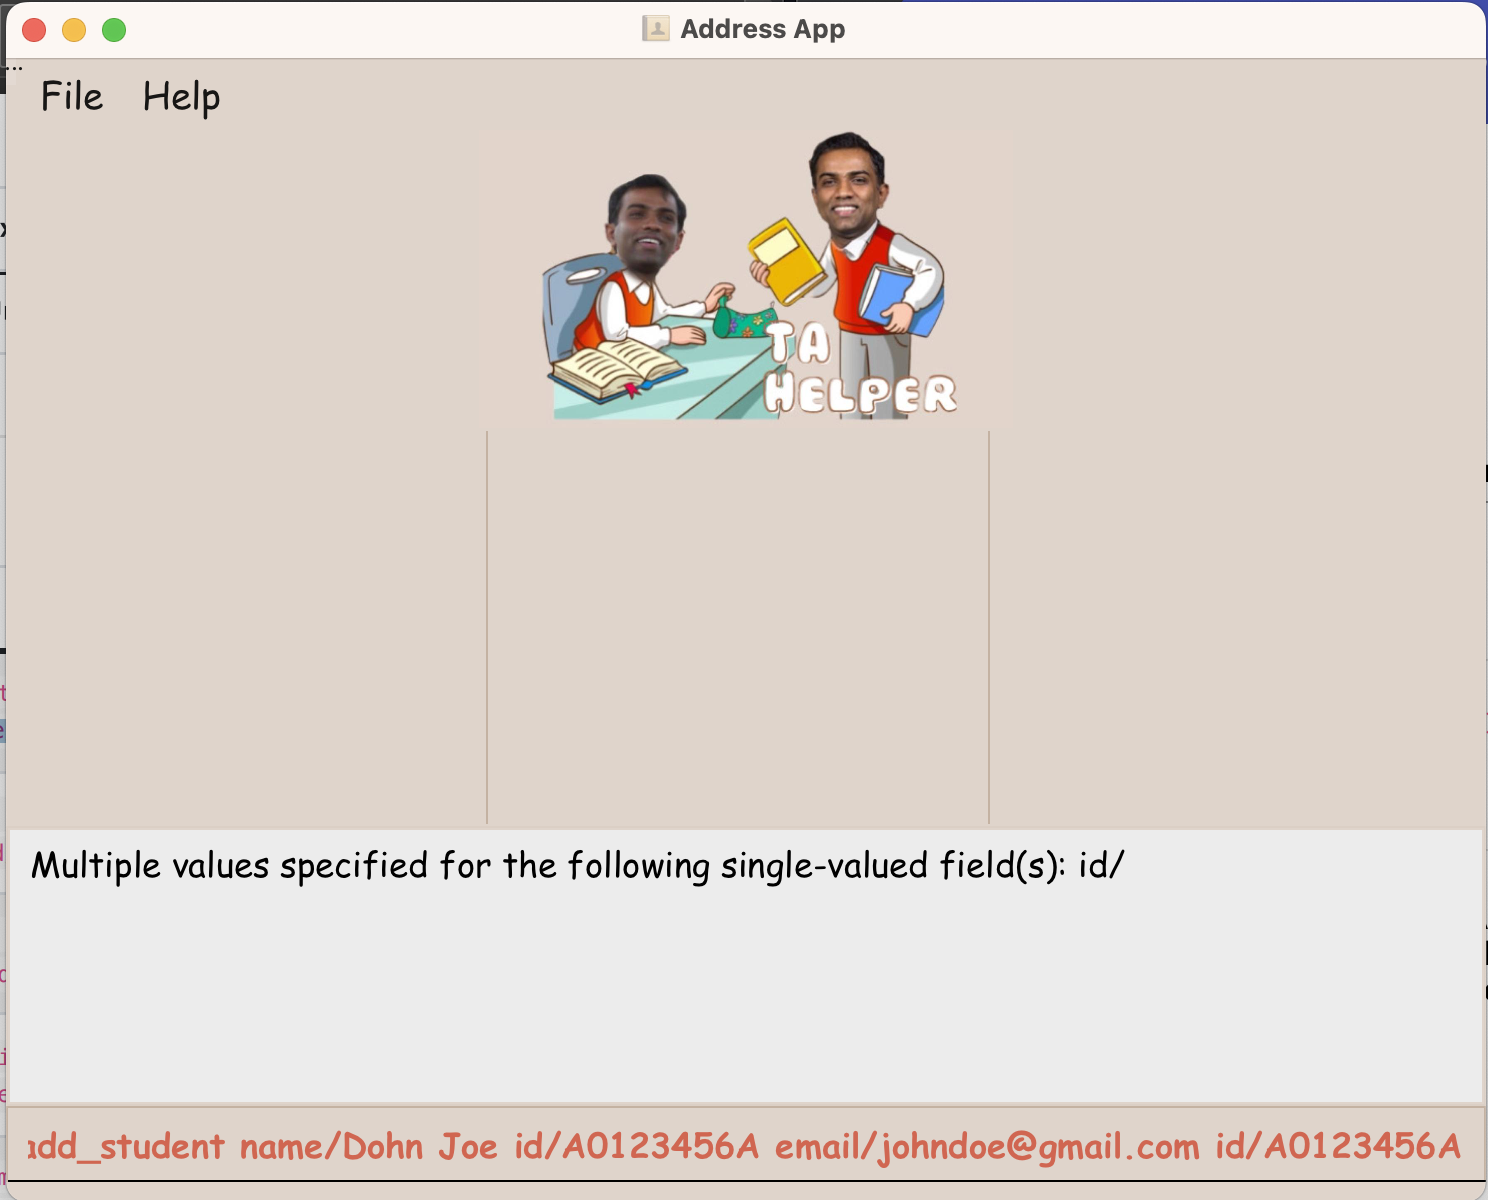 Address App
File Help
TA
HELPER
Multiple values specified for the following single-valued field(s): id/
add_student name/Dohn Joe id/A0123456A email/johndoe@gmail.com id/A0123456A